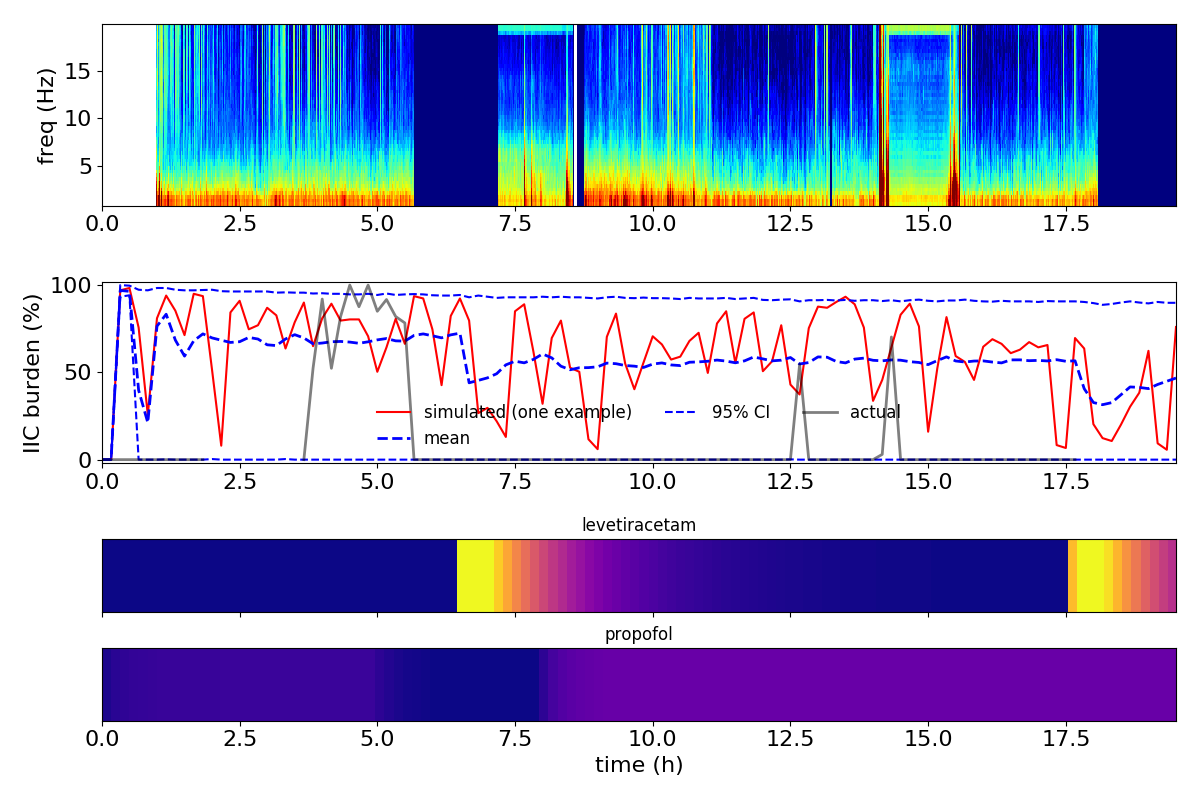 freq (Hz)
15
10
5
0.0 2.5 5.0 7.5 10.0 12.5 15.0 17.5
IIC burden (%)
100
50
0
simulated (one example) 95% CI actual
mean
0.0 2.5 5.0 7.5 10.0 12.5 15.0 17.5
levetiracetam
propofol
0.0 2.5 5.0 7.5 10.0 12.5 15.0 17.5
time (h)